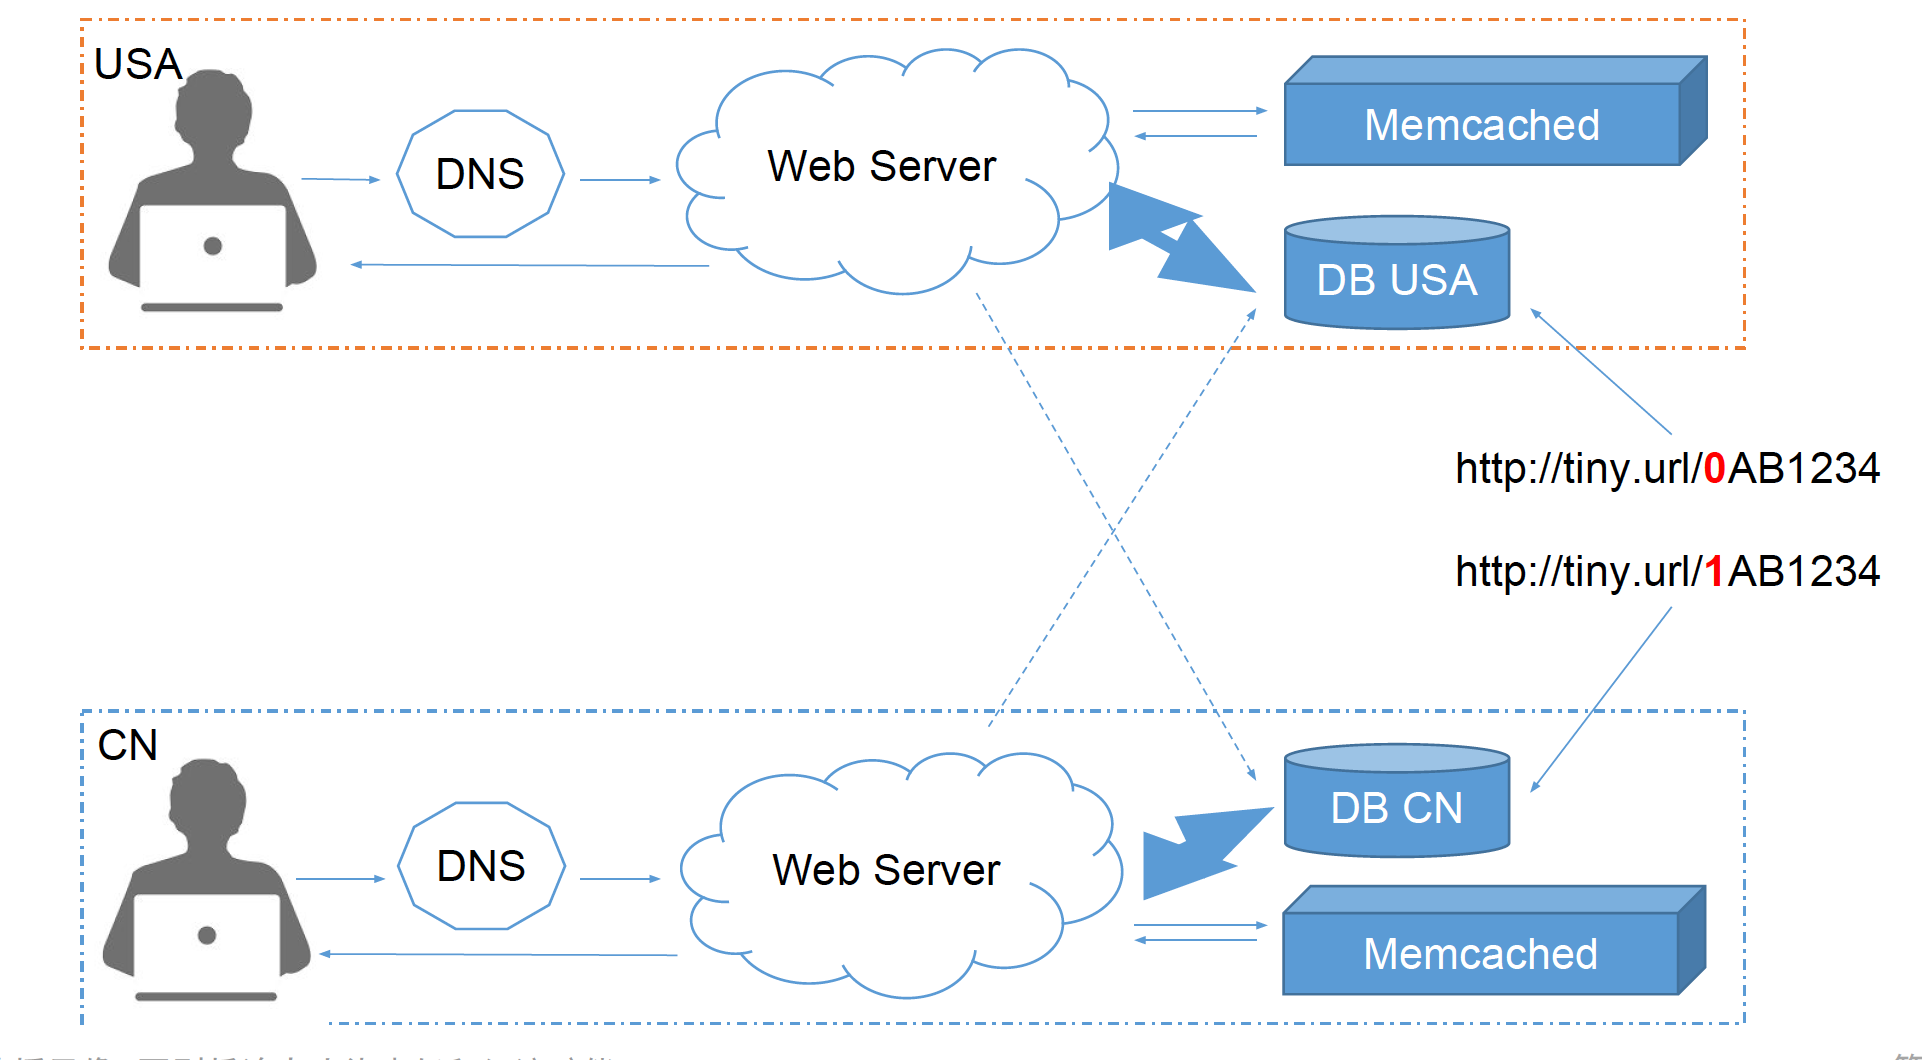 USA
DNS
Web Server
Memcached
DB USA
http://tiny.url/0AB1234
http://tiny.url/1AB1234
CN
DNS
Web Server
DB CN
Memcached